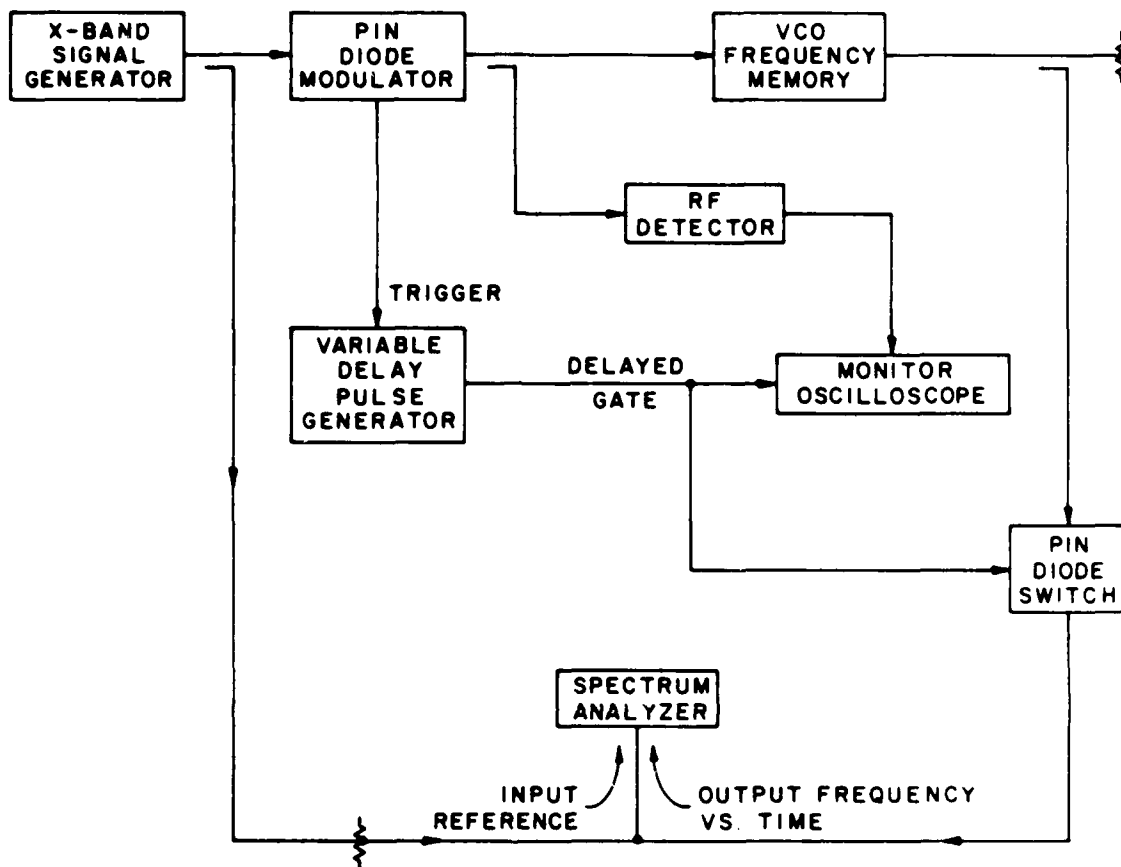 X-BAND
SIGNAL
GENERATOR
PIN
DIODE
MODULATOR
VCO
FREQUENCY
MEMORY
RF
DETECTOR
TRIGGER
VARIABLE
DELAY
PULSE
GENERATOR
DELAYED
GATE
MONITOR
OSCILLOSCOPE
PIN
DIODE
SWITCH
SPECTRUM
ANALYZER
INPUT
REFERENCE
OUTPUT FREQUENCY
VS. TIME